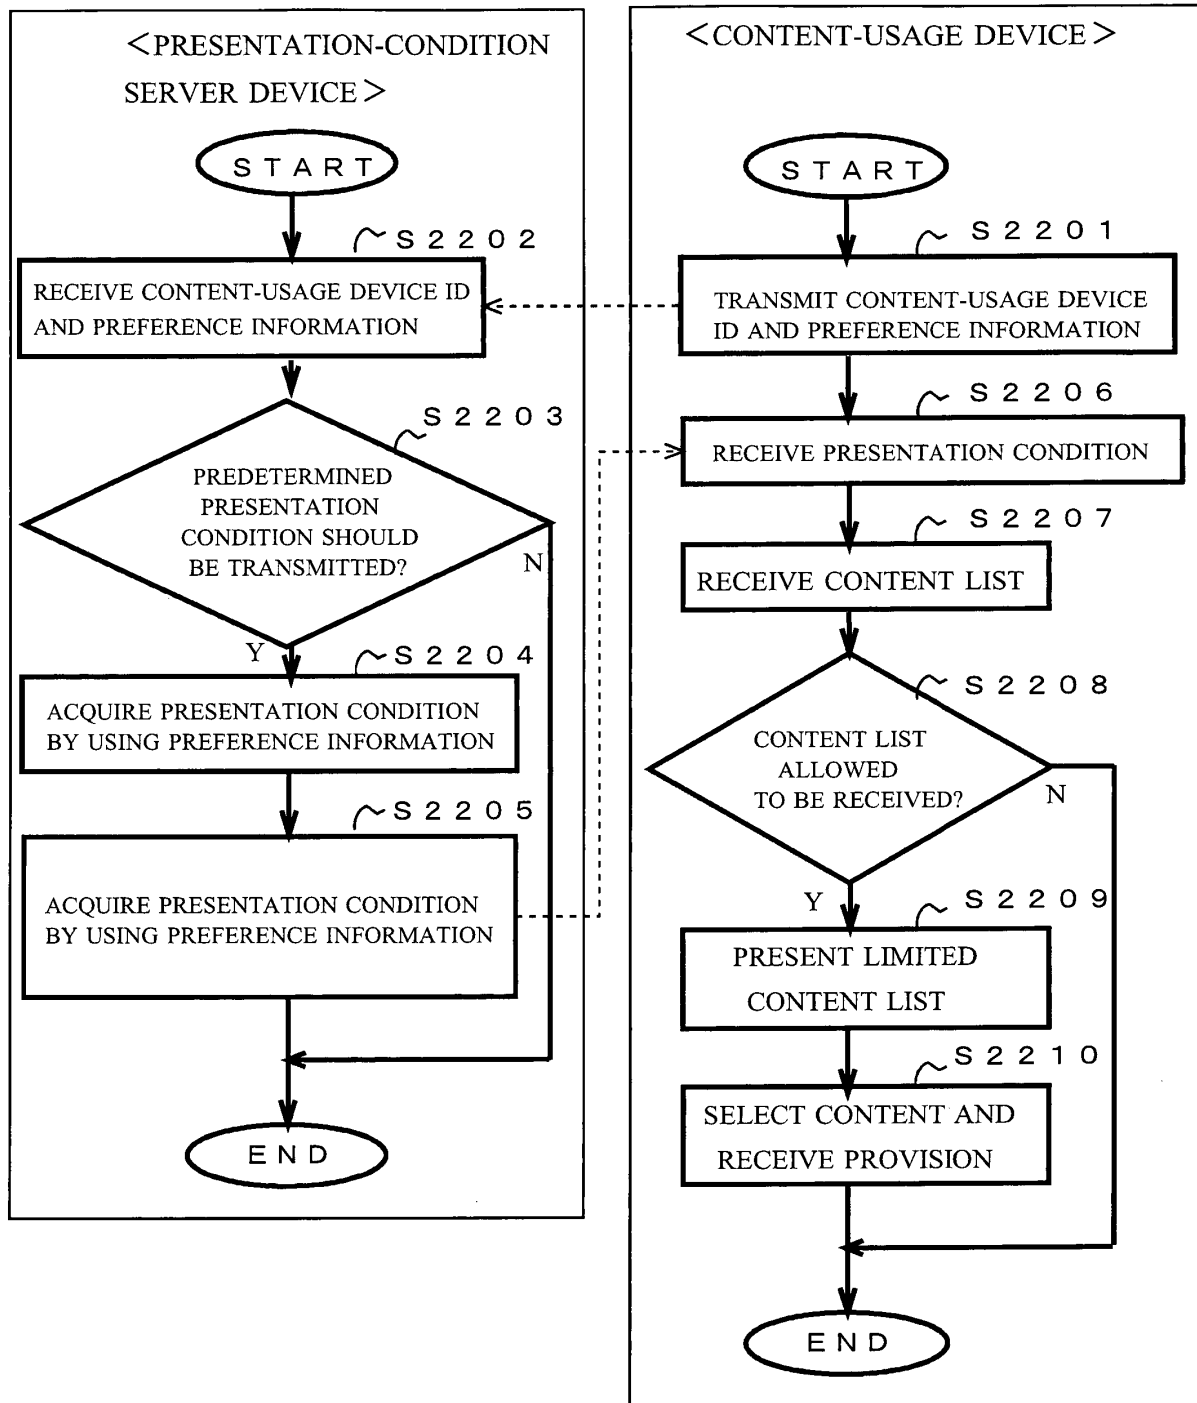 <PRESENTATION-CONDITION
SERVER DEVICE>
START
S2202
RECEIVE CONTENT-USAGE DEVICE ID
AND PREFERENCE INFORMATION
S2203
PREDETERMINED
PRESENTATION
CONDITION SHOULD
BE TRANSMITTED?
N
Y
S2204
ACQUIRE PRESENTATION CONDITION
BY USING PREFERENCE INFORMATION
S2205
ACQUIRE PRESENTATION CONDITION
BY USING PREFERENCE INFORMATION
END
<CONTENT-USAGE DEVICE>
START
S2201
TRANSMIT CONTENT-USAGE DEVICE
ID AND PREFERENCE INFORMATION
S2206
RECEIVE PRESENTATION CONDITION
S2207
RECEIVE CONTENT LIST
S2208
CONTENT LIST
ALLOWED
TO BE RECEIVED?
N
Y
S2209
PRESENT LIMITED
CONTENT LIST
S2210
SELECT CONTENT AND
RECEIVE PROVISION
END